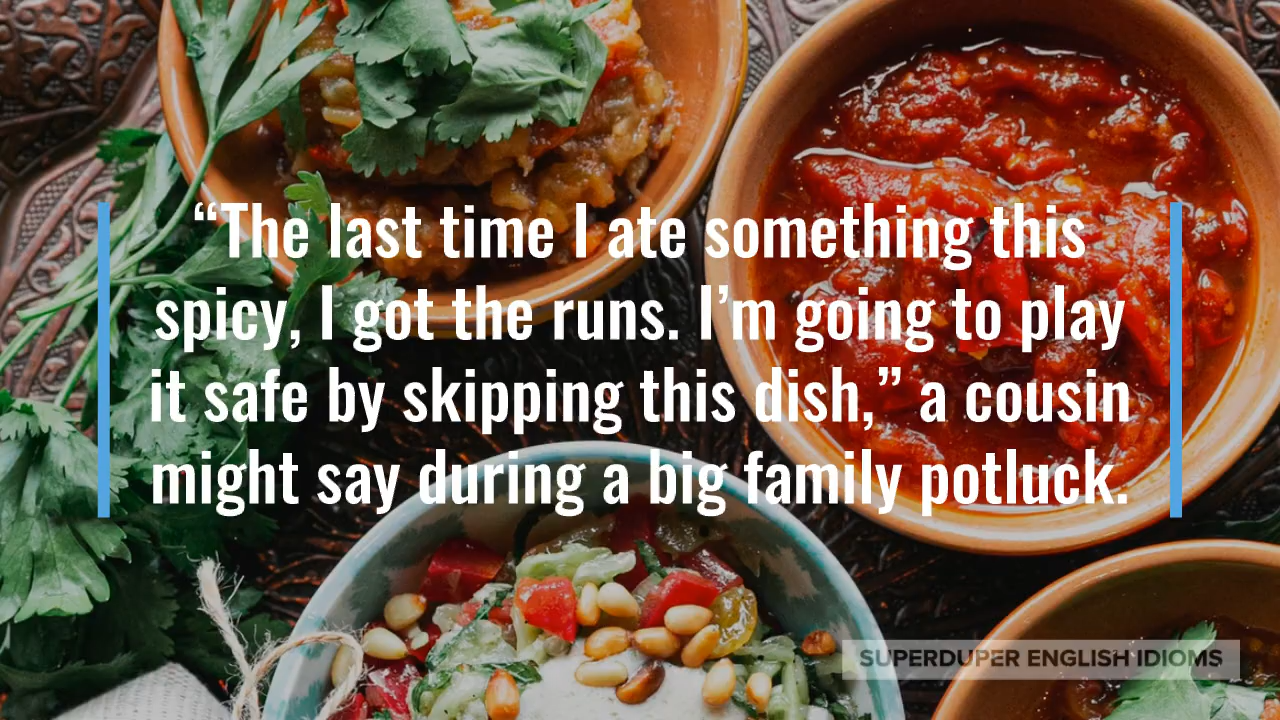 “The last time I ate something this
spicy, I got the runs. I’m going to play
it safe by skipping this dish,” a cousin
might say during a big family potluck.
SUPERDUPER ENGLISH IDIOMS